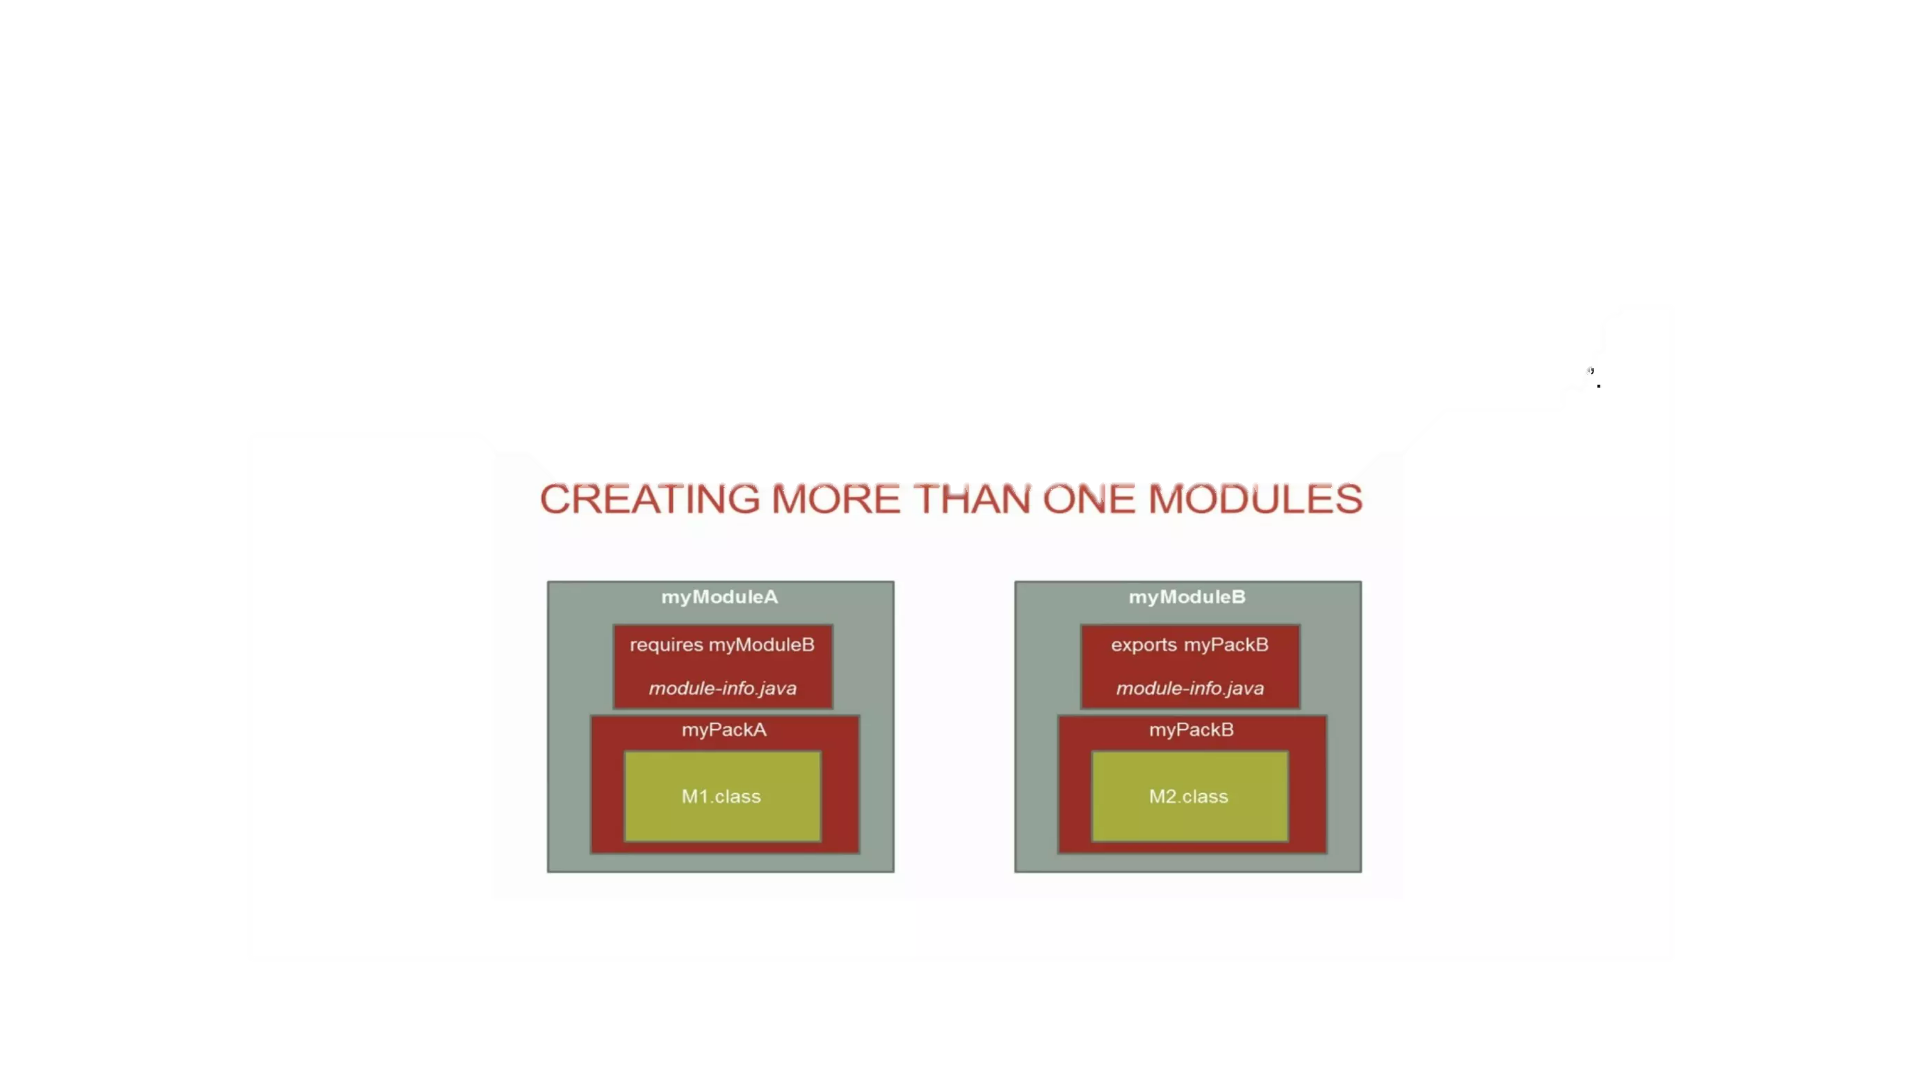 CREATING MORE THAN ONE MODULES
myModuleA
requires myModuleB
module-info.java
myPackA
M1.class
myModuleB
exports myPackB
module-info.java
myPackB
M2.class